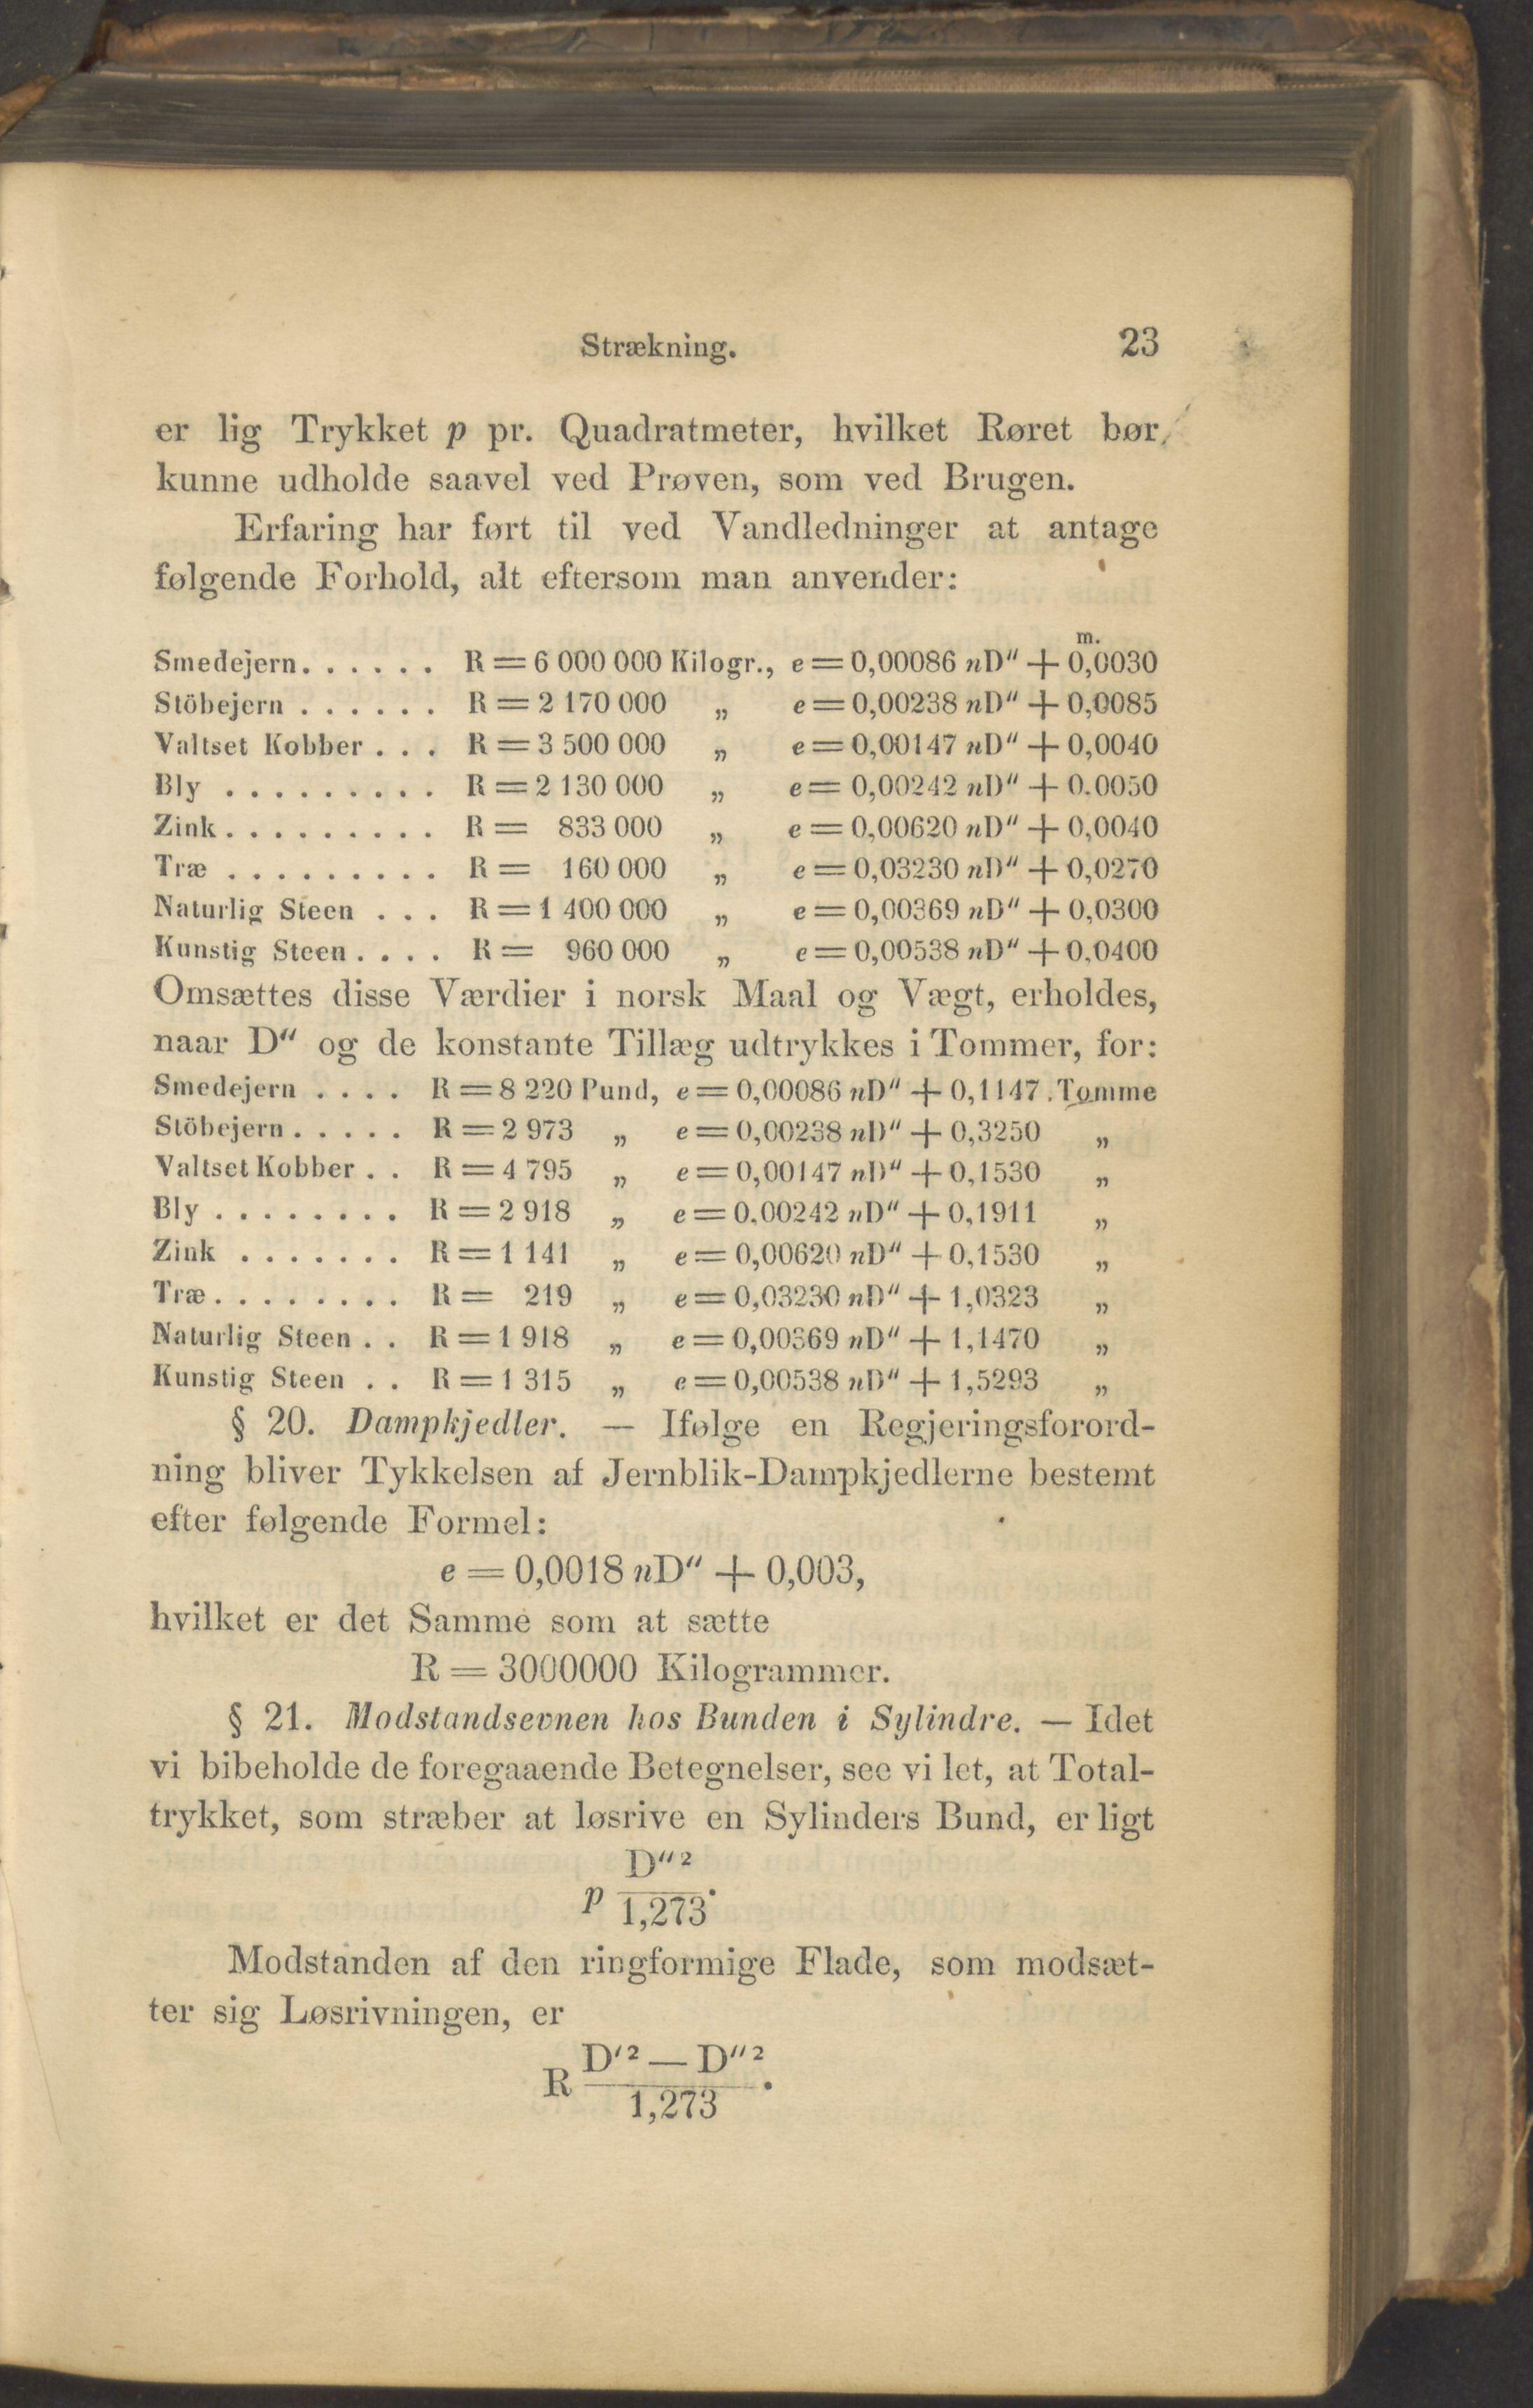 Strækning. 23
er lig Trykket p pr. Quadratmeter, hvilket Røret bør
kunne udholde saavel ved Prøven, som ved Brugen.
Erfaring har ført til ved Vandledninger at antage
følgende Forhold, alt eftersom man anvender:
m.
Smedejern. . . . . . R = 6 000 000 Kilogr., e = 0,00086 nD" + 0,0030
Stöbejern . . . . . . R = 2 170 000 „ e = 0,00238 nD" + 0,0085
Valtset Kobber . . . R = 3 500 000 „ e = 0,00147 nD" + 0,0040
Bly . . . . . . . . . R = 2 130 000 „ e = 0,00242 nD" + 0.0050
Zink. . . . . . . . . R = 833 000 „ e = 0,00620 nD" + 0,0040
Træ . . . . . . . . . R = 160 000 „ e = 0,03230 nD" + 0,0270
Naturlig Steen . . . R = 1 400 000 „ e = 0,00369 nD" + 0,0300
Kunstig Steen . . . . R = 960 000 „ e = 0,00538 nD" + 0,0400
Omsættes disse Værdier i norsk Maal og Vægt, erholdes,
naar D" og de konstante Tillæg udtrykkes i Tommer, for:
Smedejern . . . . R = 8 220 Pund, e = 0,00086 nD" + 0,1147 . Tomme
Stöbejern . . . . . R = 2 973 „ e = 0,00238 nD" + 0,3250 „
Valtset Kobber . . R = 4 795 „ e = 0,00147 nD" + 0,1530 „
Bly . . . . . . . . R = 2 918 „ e = 0.00242 nD" + 0,1911 „
Zink . . . . . . . R = 1 141 „ e = 0,00620 nD" + 0,1530 „
Træ. . . . . . . . R = 219 „ e = 0,03230 nD" + 1,0323 „
Naturlig Steen . . R = 1 918 „ e = 0,00369 nD" + 1,1470 „
Kunstig Steen . . R = 1 315 „ e = 0,00538 nD" + 1,5293 „
§ 20. Dampkjedler. — Ifølge en Regjeringsforord-
ning bliver Tykkelsen af Jernblik-Dampkjedlerne bestemt
efter følgende Formel:
e = 0,0018 nD" + 0,003,
hvilket er det Samme som at sætte
R = 3000000 Kilogrammer.
§ 21. Modstandsevnen hos Bunden i Sylindre. — Idet
vi bibeholde de foregaaende Betegnelser, see vi let, at Total-
trykket, som stræber at løsrive en Sylinders Bund, er ligt
D"²
p
1,273.
Modstanden af den ringformige Flade, som modsæt-
ter sig Løsrivningen, er
D'² — D"²
R
1,273.